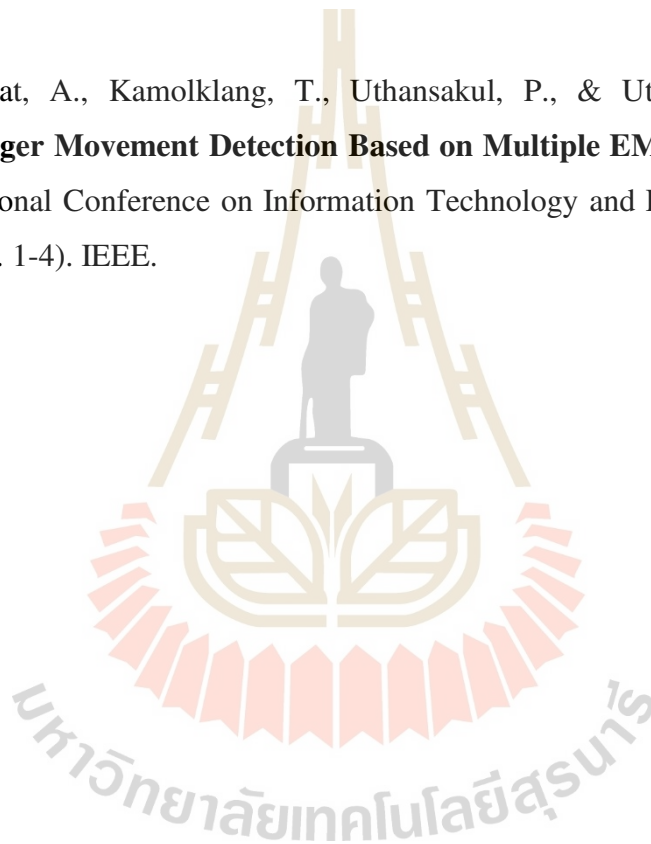 at, A., Kamolklang, T., Uthansakul, P., & Ut
ger Movement Detection Based on Multiple EM
onal Conference on Information Technology and
. 1-4). IEEE.
มหาวิทยาลัยเทคโนโลยีสุรนารี